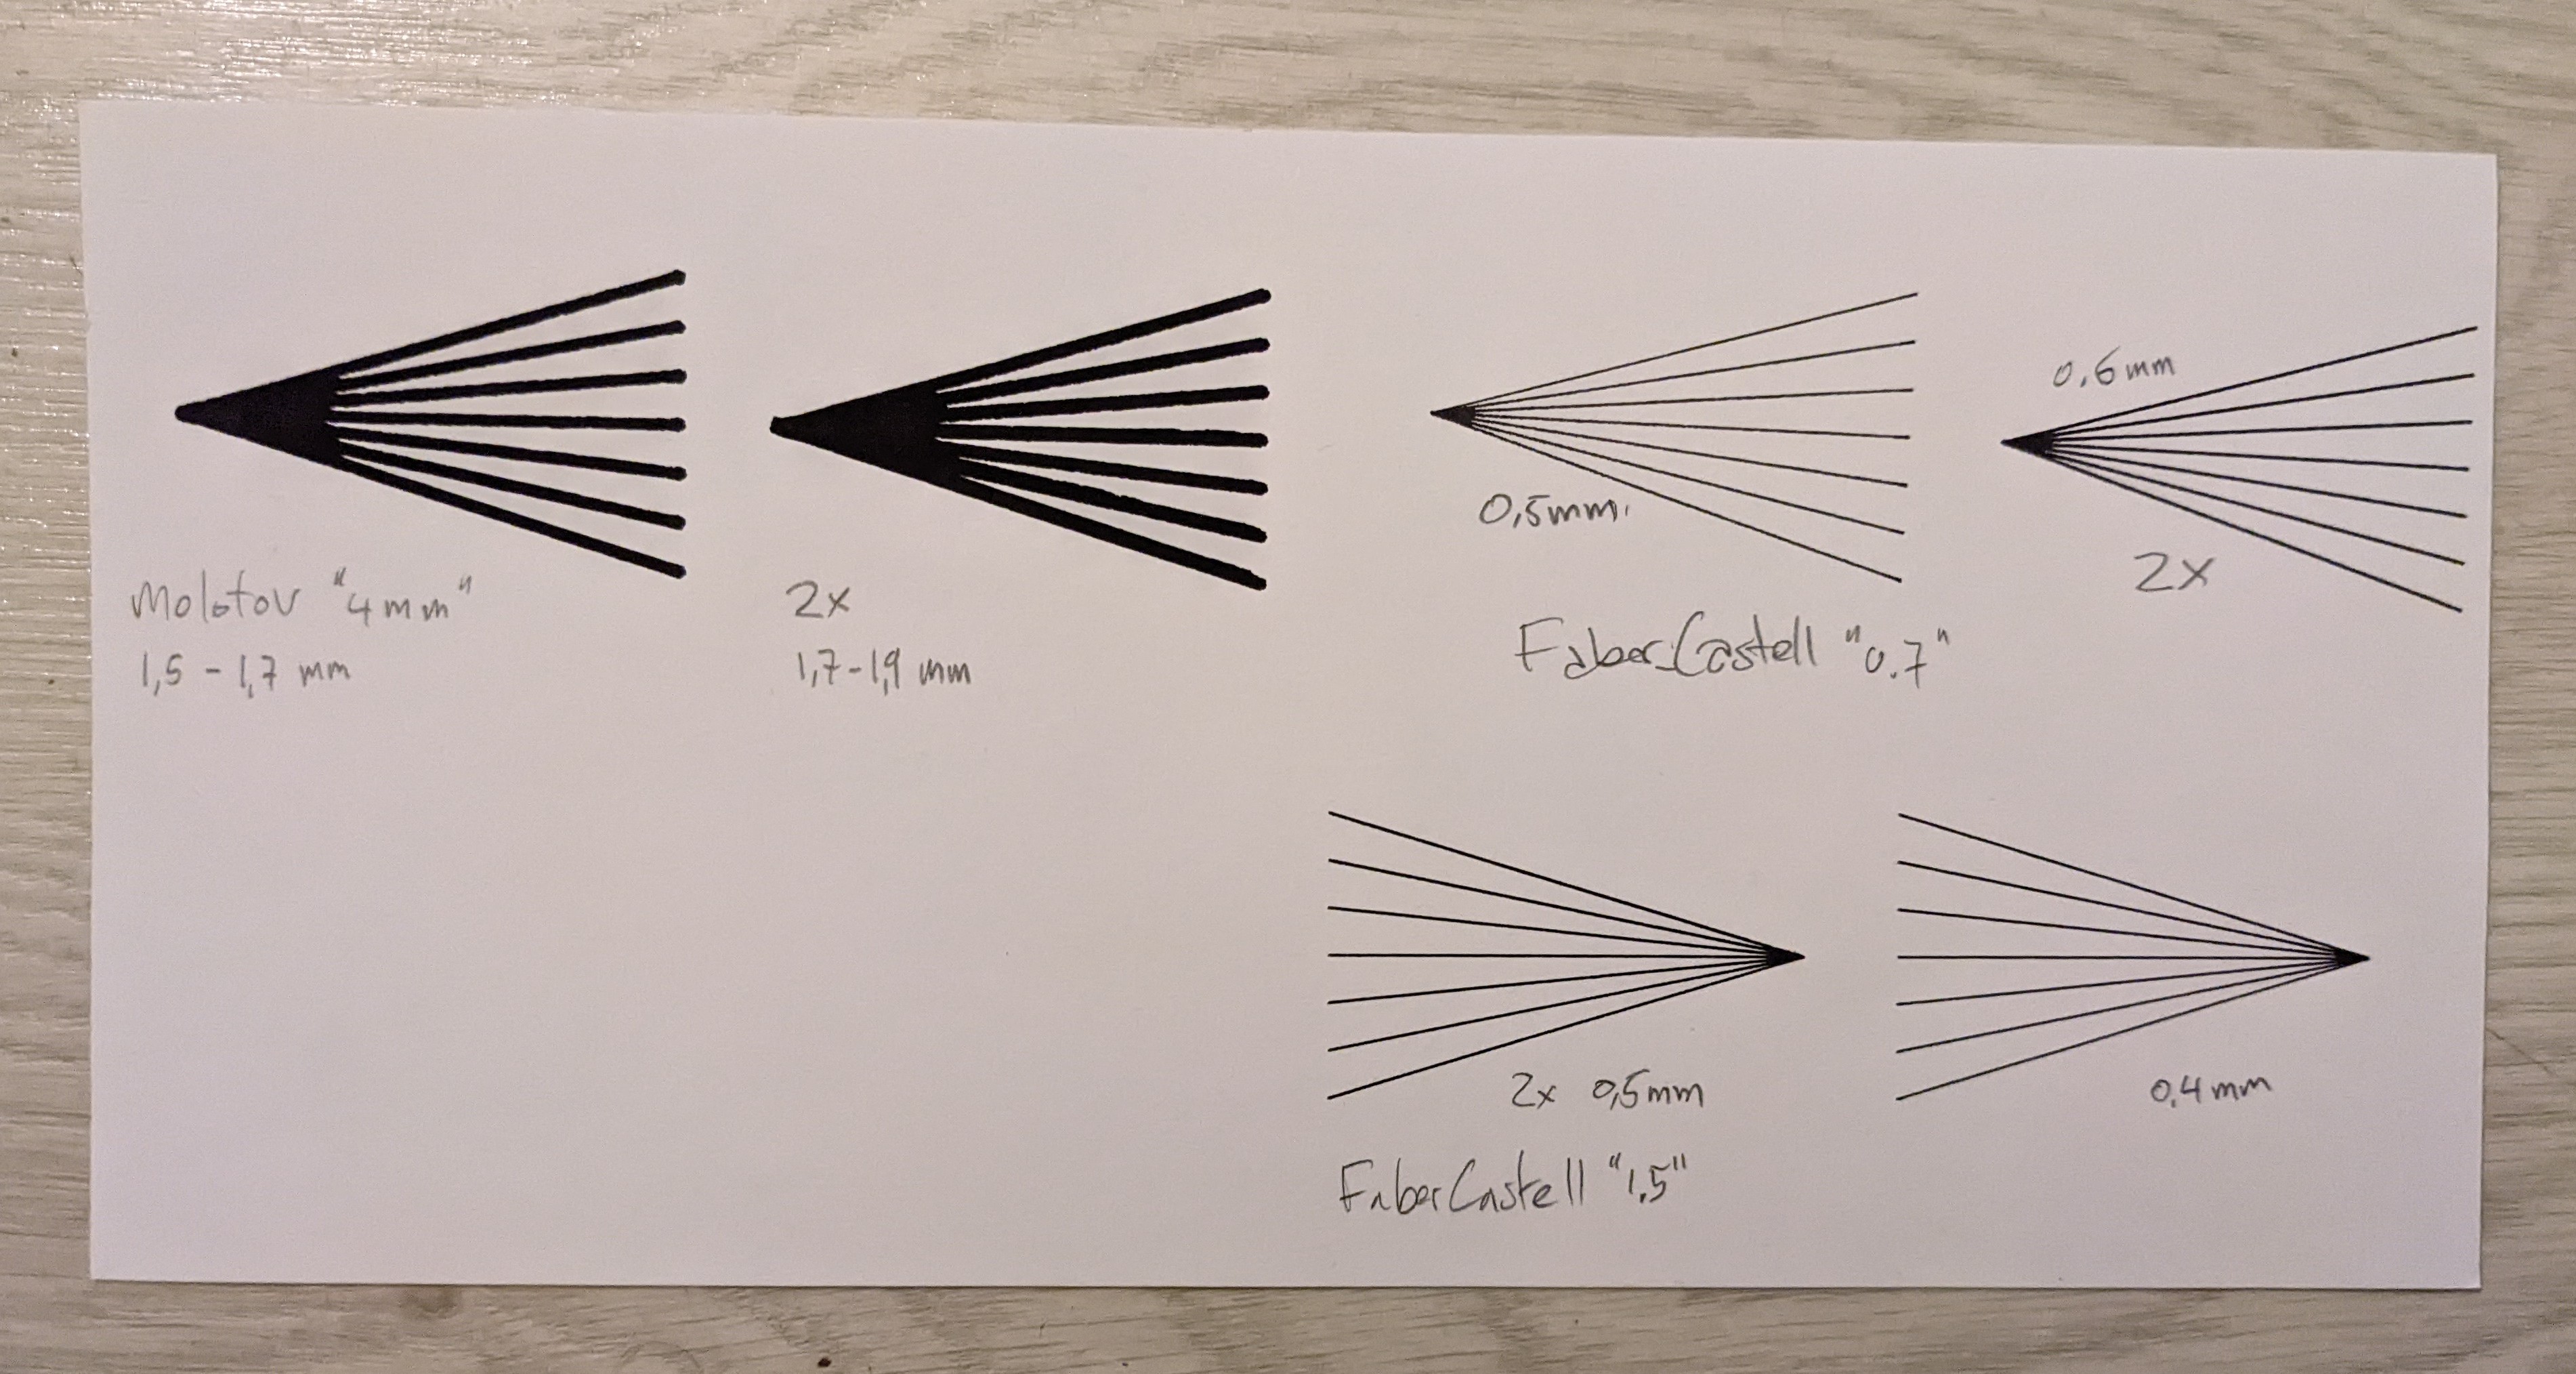 Molotov "4mm"
1,5 - 1,7 mm
2x
1,7-1,9 mm
0,5mm.
0,6mm
2x
FaberCastell "0.7"
2x 0,5mm
0,4mm
FaberCastell "1.5"